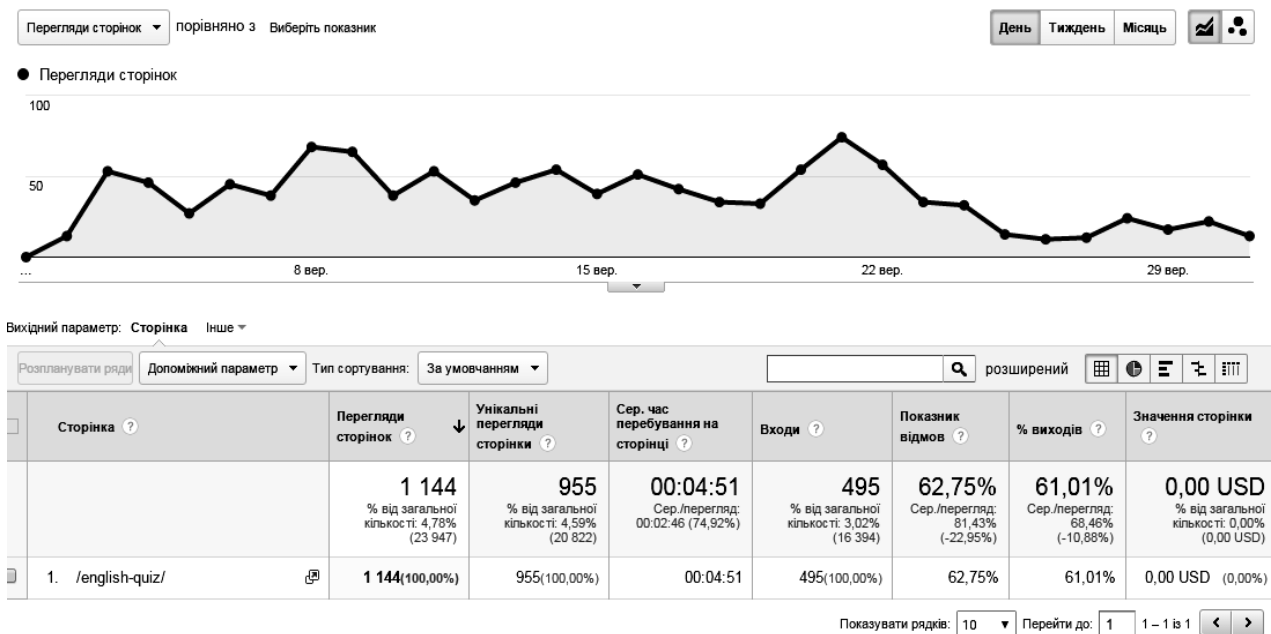 Перегляди сторінок порівняно з Виберіть показник День Тиждень Місяць
Перегляди сторінок
100
50
... 8 вер. 15 вер. 22 вер. 29 вер.
Вихідний параметр: Сторінка Інше
Розпланувати ряди Допоміжний параметр Тип сортування: За умовчанням розширений
Сторінка ? Перегляди сторінок ? Унікальні перегляди сторінки ? Сер. час перебування на сторінці ? Входи ? Показник відмов ? % виходів ? Значення сторінки ?
1 144 955 00:04:51 495 62,75% 61,01% 0,00 USD
% від загальної кількості: 4,78% (23 947) % від загальної кількості: 4,59% (20 822) Сер./перегляд: 00:02:46 (74,92%) % від загальної кількості: 3,02% (16 394) Сер./перегляд: 81,43% (-22,95%) Сер./перегляд: 68,46% (-10,88%) % від загальної кількості: 0,00% (0,00 USD)
1. /english-quiz/ 1 144(100,00%) 955(100,00%) 00:04:51 495(100,00%) 62,75% 61,01% 0,00 USD (0,00%)
Показувати рядків: 10 Перейти до: 1 1 – 1 із 1